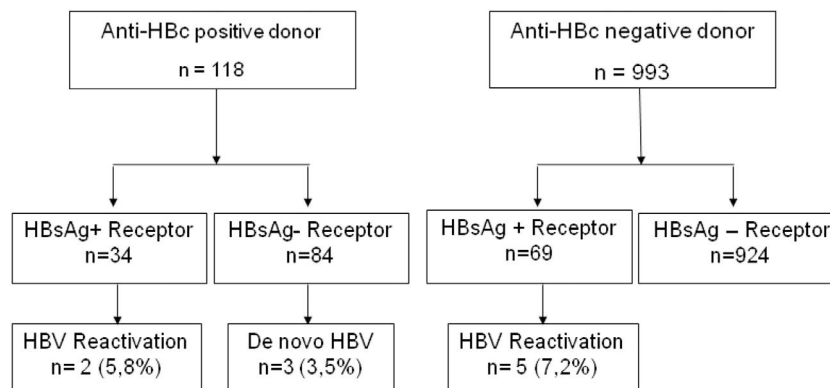 Anti-HBc positive donor
n = 118
Anti-HBc negative donor
n = 993
HBsAg+ Receptor
n=34
HBsAg- Receptor
n=84
HBsAg + Receptor
n=69
HBsAg – Receptor
n=924
HBV Reactivation
n= 2 (5,8%)
De novo HBV
n=3 (3,5%)
HBV Reactivation
n= 5 (7,2%)